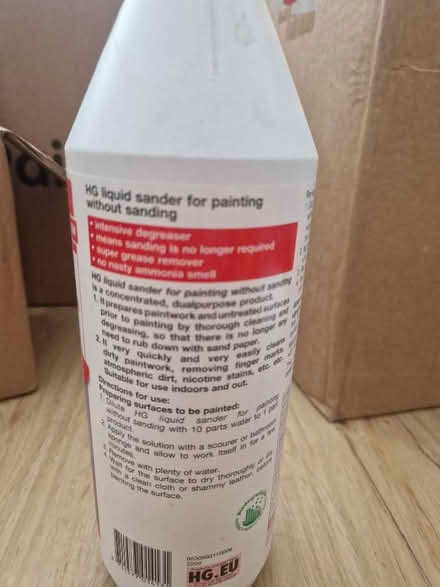 HG liquid sander for painting
without sanding
• intensive degreaser
• means sanding is no longer required
• super grease remover
• no nasty ammonia smell
HG liquid sander for painting without sanding
is a concentrated, dualpurpose product.
1. It prepares paintwork and untreated surfaces
prior to painting by thorough cleaning and
degreasing, so that there is no longer any
need to rub down with sand paper.
2. It very quickly and very easily cleans
dirty paintwork, removing finger marks,
atmospheric dirt, nicotine stains, etc. etc.
Suitable for use indoors and out.
Directions for use:
Preparing surfaces to be painted:
1. Dilute HG liquid sander for painting
without sanding with 10 parts water to 1 part
product.
2. Apply the solution with a scourer or bathroom
sponge and allow to work itself in for a few
minutes.
3. Remove with plenty of water.
4. Wait for the surface to dry thoroughly or dry
with a clean cloth or shammy leather, before
painting the surface.
HG.EU